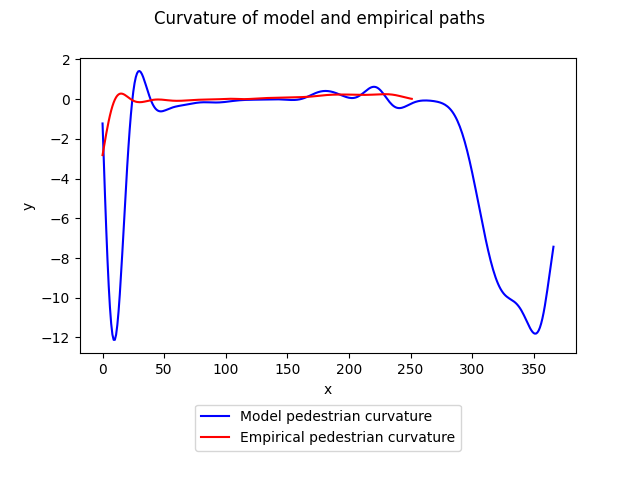 Curvature of model and empirical paths
2
0
−2
−4
−6
−8
−10
−12
y
0 50 100 150 200 250 300 350
x
Model pedestrian curvature
Empirical pedestrian curvature